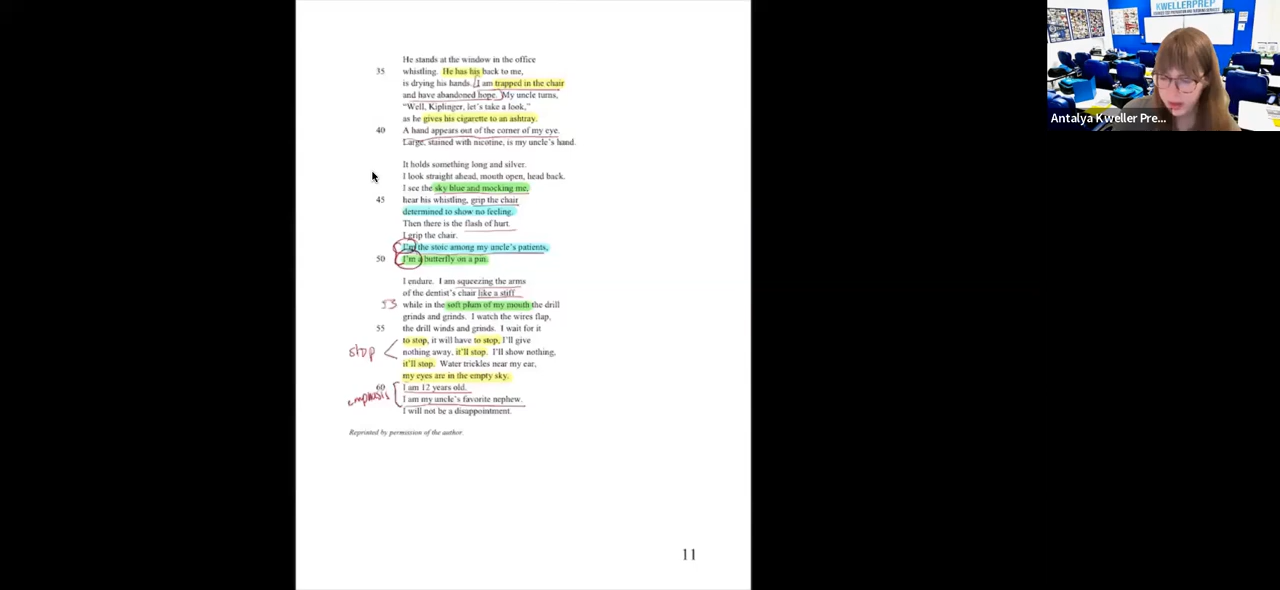 KWELLERPREP
Antalya Kweller Pre...
He stands at the window in the office
35 whistling. He has his back to me,
is drying his hands. I am trapped in the chair
and have abandoned hope. My uncle turns,
"Well, Kiplinger, let's take a look,"
as he gives his cigarette to an ashtray.
40 A hand appears out of the corner of my eye.
Large, stained with nicotine, is my uncle's hand.
It holds something long and silver.
I look straight ahead, mouth open, head back.
I see the sky blue and mocking me,
45 hear his whistling, grip the chair
determined to show no feeling.
Then there is the flash of hurt.
I grip the chair.
I'm the stoic among my uncle's patients,
50 I'm a butterfly on a pin.
I endure. I am squeezing the arms
of the dentist's chair like a stiff
53 while in the soft plum of my mouth the drill
grinds and grinds. I watch the wires flap,
55 the drill winds and grinds. I wait for it
to stop, it will have to stop, I'll give
stop nothing away, it'll stop. I'll show nothing,
it'll stop. Water trickles near my ear,
my eyes are in the empty sky.
60 I am 12 years old.
emphasis I am my uncle's favorite nephew.
I will not be a disappointment.
Reprinted by permission of the author.
11